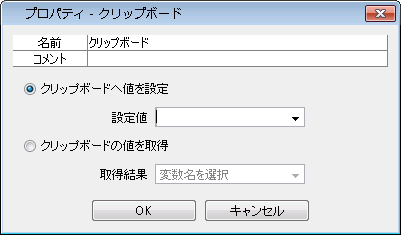 プロパティ - クリップボード
名前 クリップボード
コメント
クリップボードへ値を設定
設定値
クリップボードの値を取得
取得結果 変数名を選択
OK キャンセル